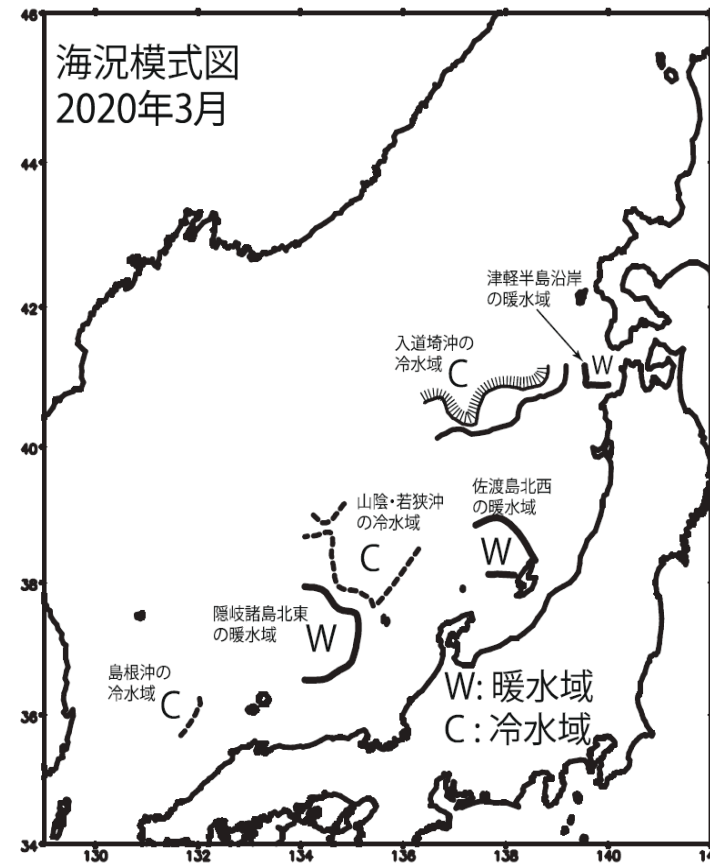 海況模式図
2020年3月
46
44
42
40
38
36
34
津軽半島沿岸
の暖水域
W
入道埼沖の
冷水域
C
佐渡島北西
の暖水域
W
山陰・若狭沖
の冷水域
C
隠岐諸島北東
の暖水域
W
島根沖の
冷水域
C
W: 暖水域
C : 冷水域
130
132
134
136
138
140